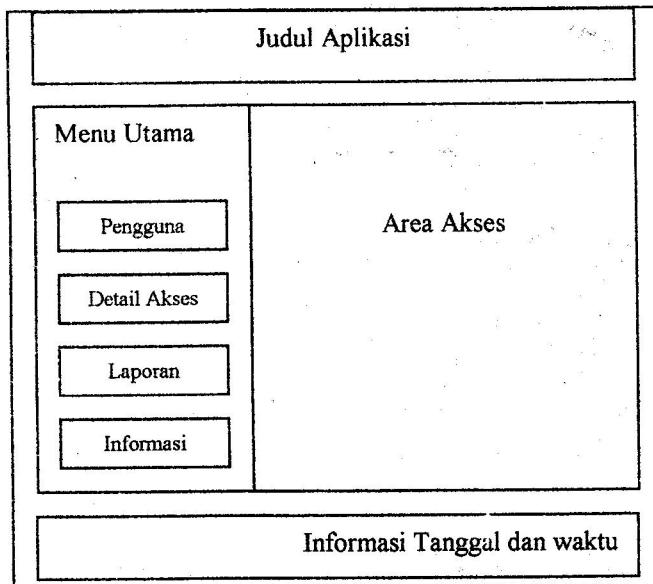 Judul Aplikasi
Menu Utama
Pengguna
Detail Akses
Laporan
Informasi
Area Akses
Informasi Tanggal dan waktu